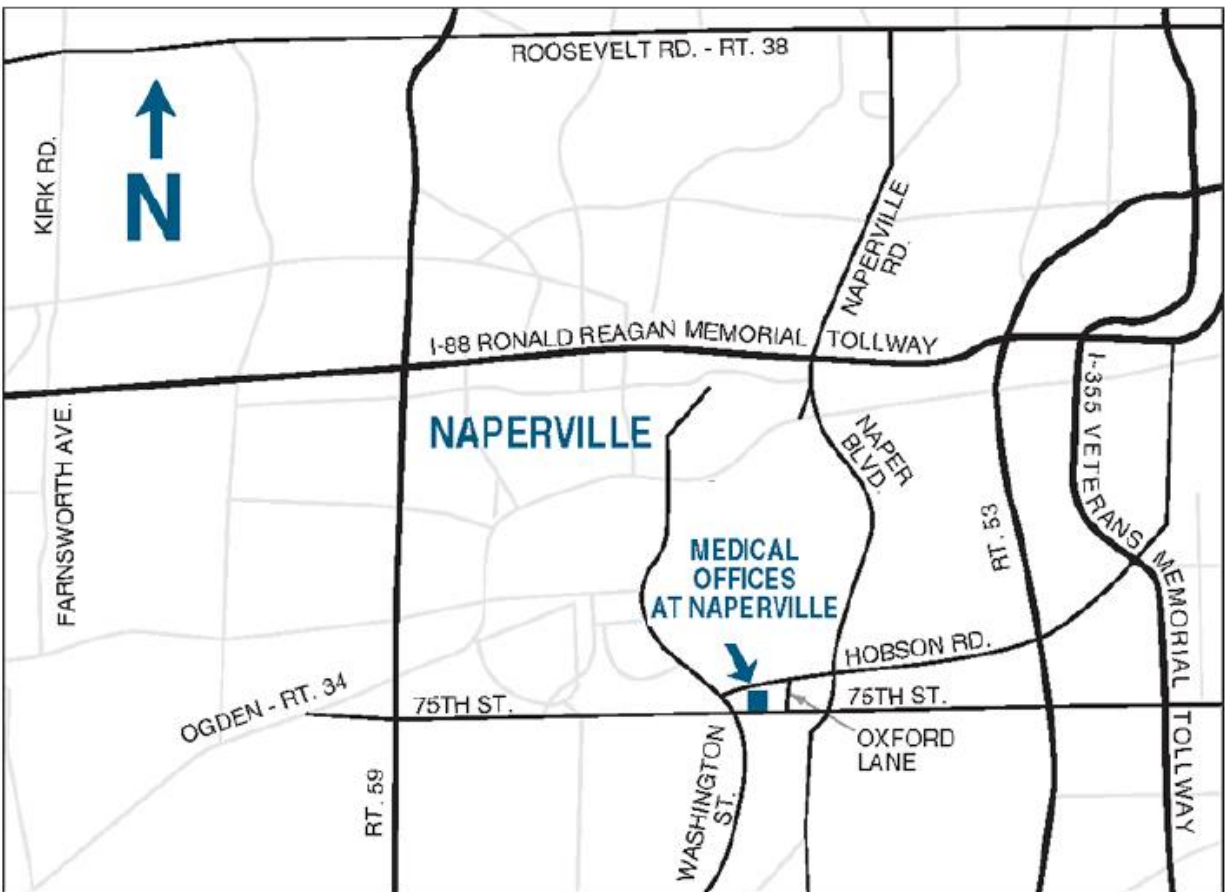 ROOSEVELT RD. - RT. 38
KIRK RD.
N
NAPERVILLE
RD.
I-88 RONALD REAGAN MEMORIAL TOLLWAY
I-355 VETERANS MEMORIAL TOLLWAY
FARNSWORTH AVE.
NAPERVILLE
NAPER
BLVD.
RT. 53
MEDICAL
OFFICES
AT NAPERVILLE
HOBSON RD.
OGDEN - RT. 34
75TH ST.
75TH ST.
OXFORD
LANE
RT. 59
WASHINGTON
ST.